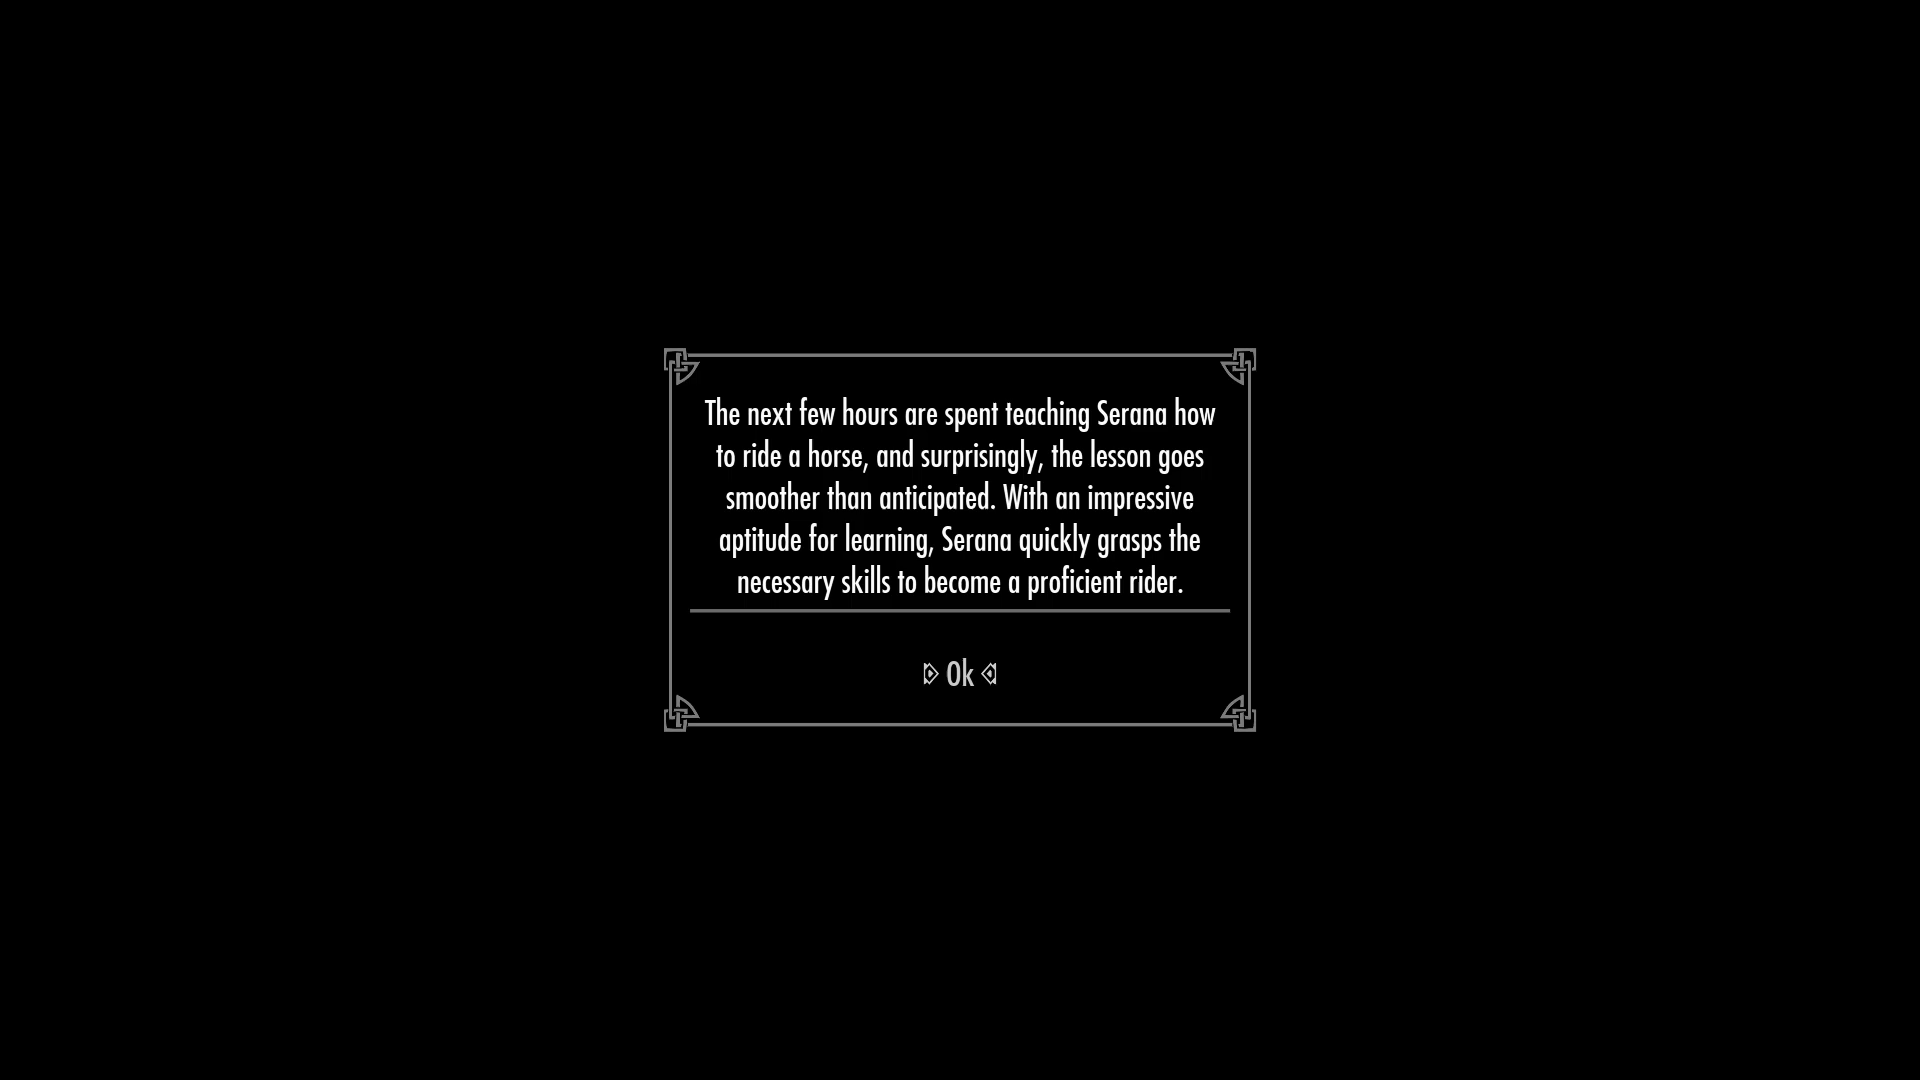 The next few hours are spent teaching Serana how
to ride a horse, and surprisingly, the lesson goes
smoother than anticipated. With an impressive
aptitude for learning, Serana quickly grasps the
necessary skills to become a proficient rider.
Ok